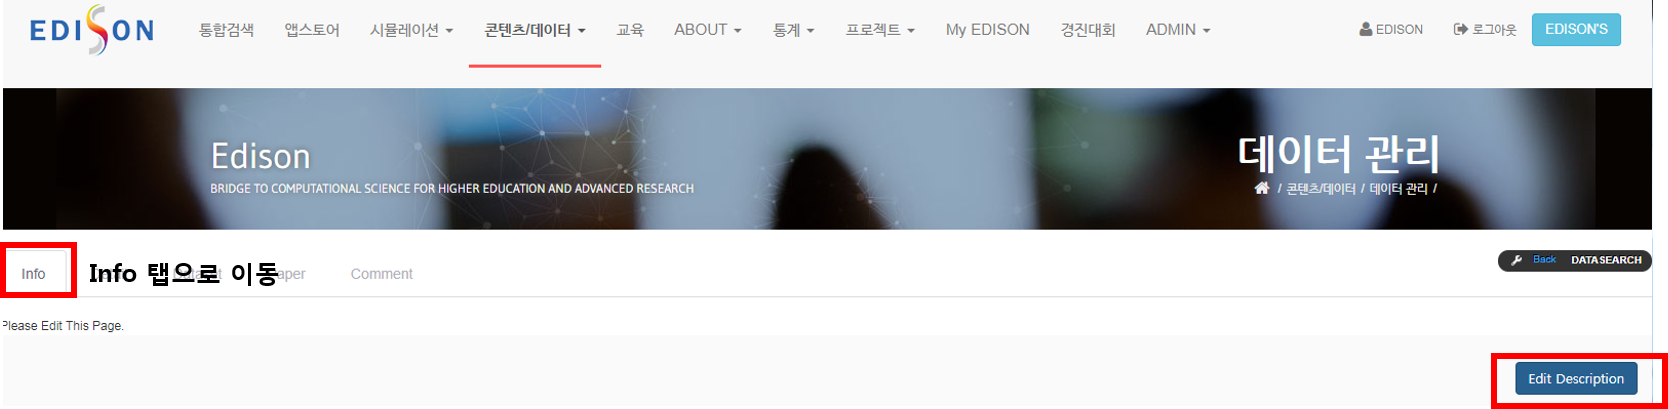 EDISON 통합검색 앱스토어 시뮬레이션 콘텐츠/데이터 교육 ABOUT 통계 프로젝트 My EDISON 경진대회 ADMIN EDISON 로그아웃 EDISON'S
Edison
BRIDGE TO COMPUTATIONAL SCIENCE FOR HIGHER EDUCATION AND ADVANCED RESEARCH
데이터 관리
/ 콘텐츠/데이터 / 데이터 관리 /
Info Info 탭으로 이동 Comment
Back DATASEARCH
Please Edit This Page.
Edit Description